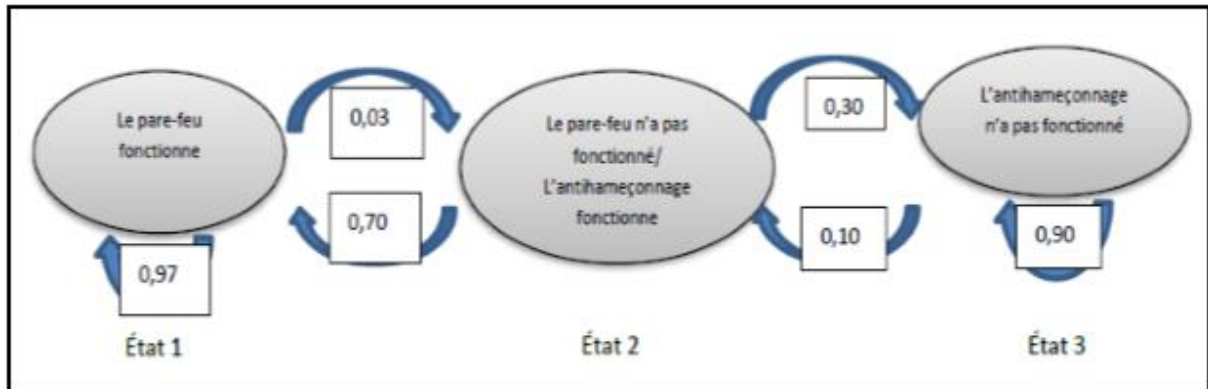 Le pare-feu
fonctionne
0,03
0,70
0,97
État 1
Le pare-feu n'a pas
fonctionné/
L'antihameçonnage
fonctionne
État 2
0,30
0,10
L'antihameçonnage
n'a pas fonctionné
0,90
État 3